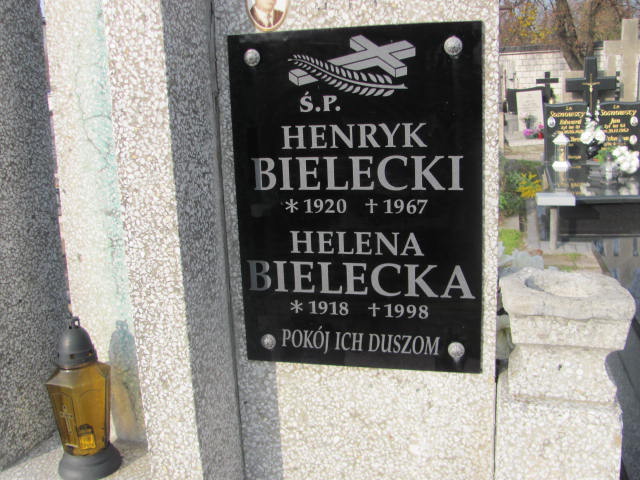 Ś.P.
HENRYK
BIELECKI
* 1920 † 1967
HELENA
BIELECKA
* 1918 † 1998
POKÓJ ICH DUSZOM